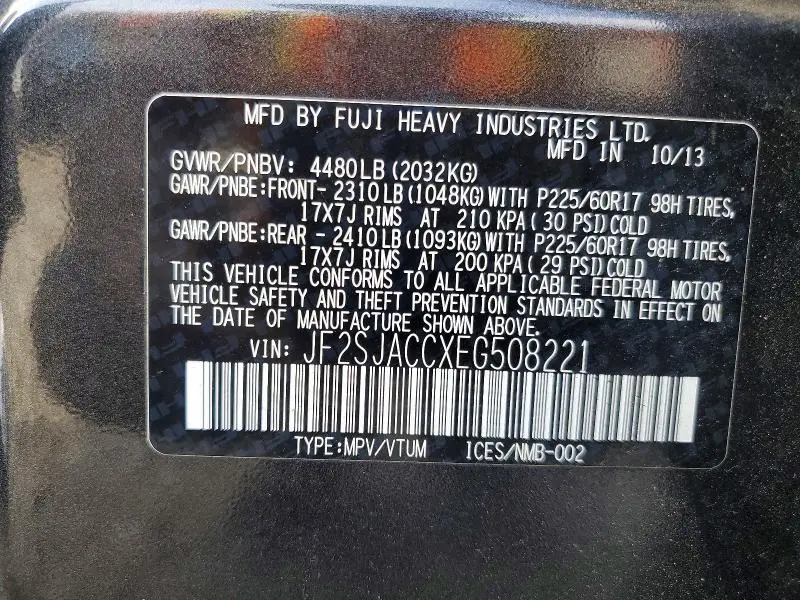 MFD BY FUJI HEAVY INDUSTRIES LTD.
MFD IN 10/13
GVWR/PNBV: 4480LB(2032KG)
GAWR/PNBE:FRONT- 2310LB(1048KG)WITH P225/60R17 98H TIRES,
17X7J RIMS AT 210 KPA( 30 PSI)COLD
GAWR/PNBE:REAR - 2410LB(1093KG)WITH P225/60R17 98H TIRES,
17X7J RIMS AT 200 KPA( 29 PSI)COLD
THIS VEHICLE CONFORMS TO ALL APPLICABLE FEDERAL MOTOR
VEHICLE SAFETY AND THEFT PREVENTION STANDARDS IN EFFECT ON
THE DATE OF MANUFACTURE SHOWN ABOVE.
VIN: JF2SJACCXEG508221
TYPE:MPV/VTUM ICES/NMB-002